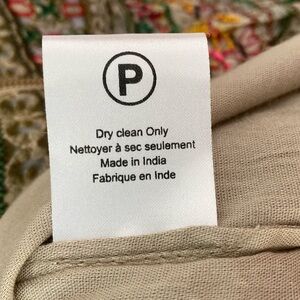 P
Dry clean Only
Nettoyer à sec seulement
Made in India
Fabrique en Inde